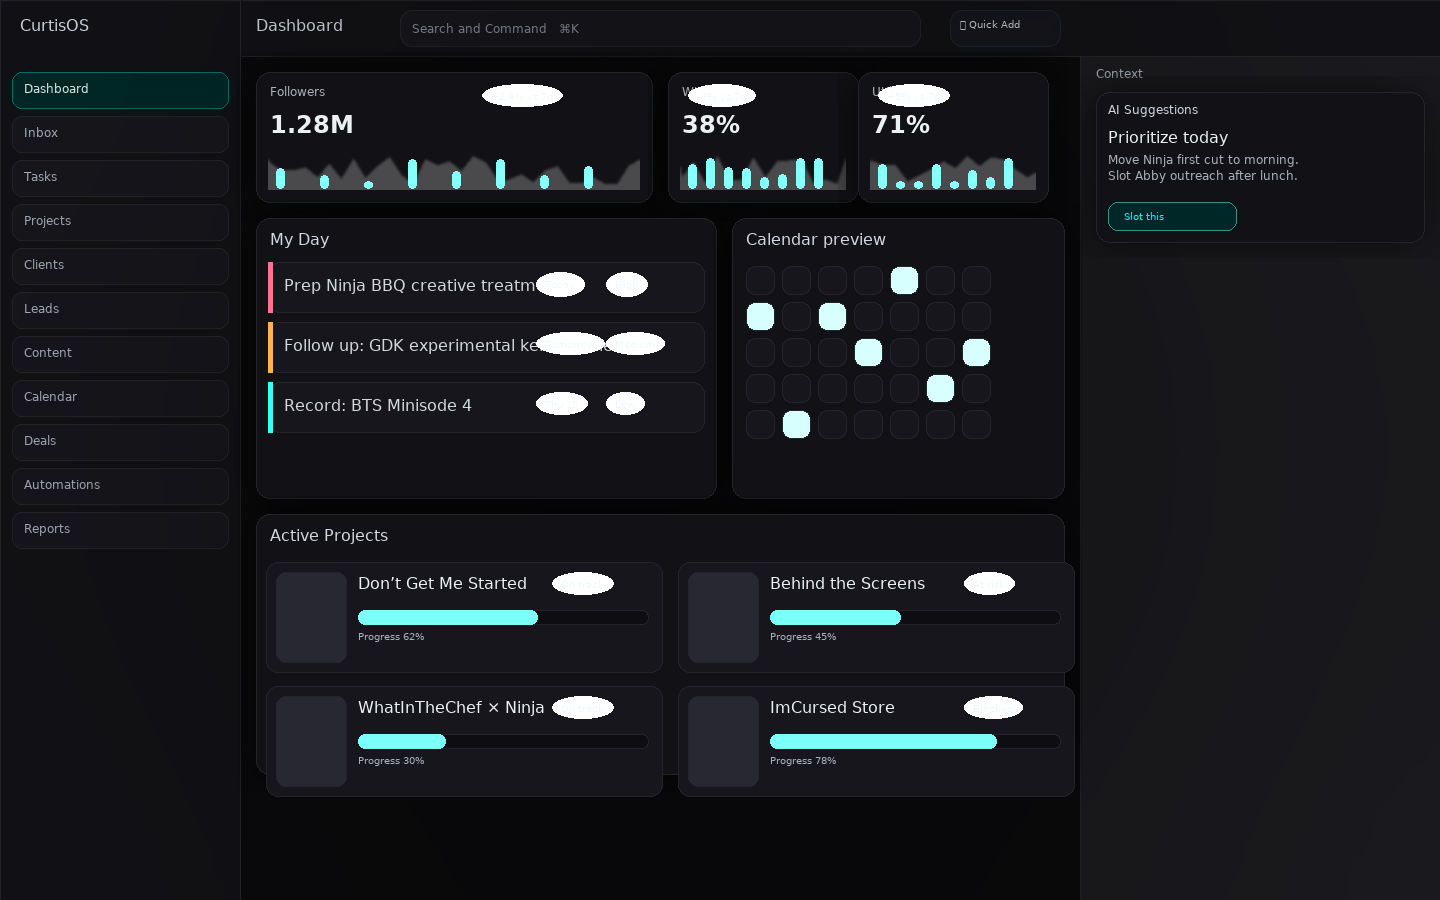 CurtisOS
Dashboard
Search and Command ⌘K
Quick Add
Dashboard
Inbox
Tasks
Projects
Clients
Leads
Content
Calendar
Deals
Automations
Reports
Followers
1.28M
38%
71%
My Day
Prep Ninja BBQ creative treatm
Follow up: GDK experimental ke
Record: BTS Minisode 4
Calendar preview
Active Projects
Don’t Get Me Started
Progress 62%
Behind the Screens
Progress 45%
WhatInTheChef × Ninja
Progress 30%
ImCursed Store
Progress 78%
Context
AI Suggestions
Prioritize today
Move Ninja first cut to morning.
Slot Abby outreach after lunch.
Slot this